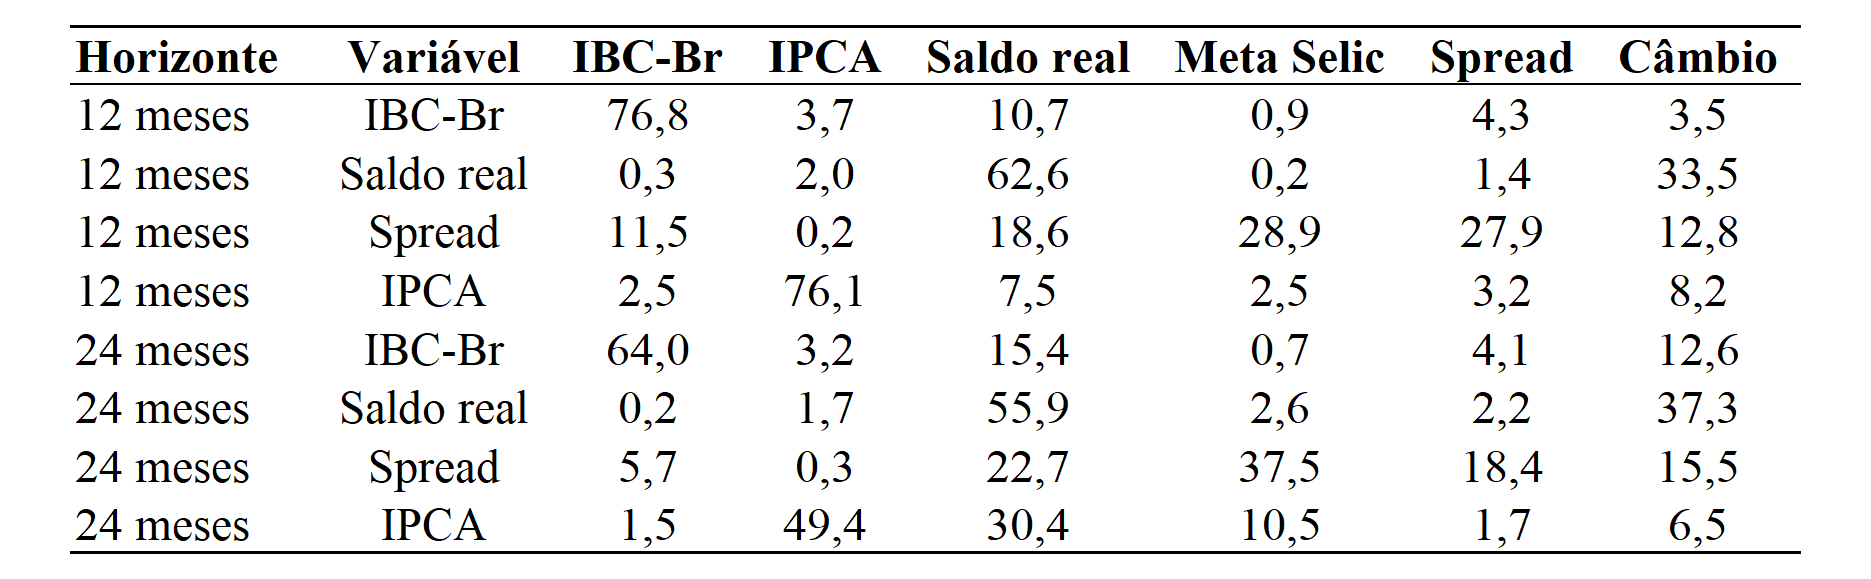 Horizonte Variável IBC-Br IPCA Saldo real Meta Selic Spread Câmbio
12 meses IBC-Br 76,8 3,7 10,7 0,9 4,3 3,5
12 meses Saldo real 0,3 2,0 62,6 0,2 1,4 33,5
12 meses Spread 11,5 0,2 18,6 28,9 27,9 12,8
12 meses IPCA 2,5 76,1 7,5 2,5 3,2 8,2
24 meses IBC-Br 64,0 3,2 15,4 0,7 4,1 12,6
24 meses Saldo real 0,2 1,7 55,9 2,6 2,2 37,3
24 meses Spread 5,7 0,3 22,7 37,5 18,4 15,5
24 meses IPCA 1,5 49,4 30,4 10,5 1,7 6,5